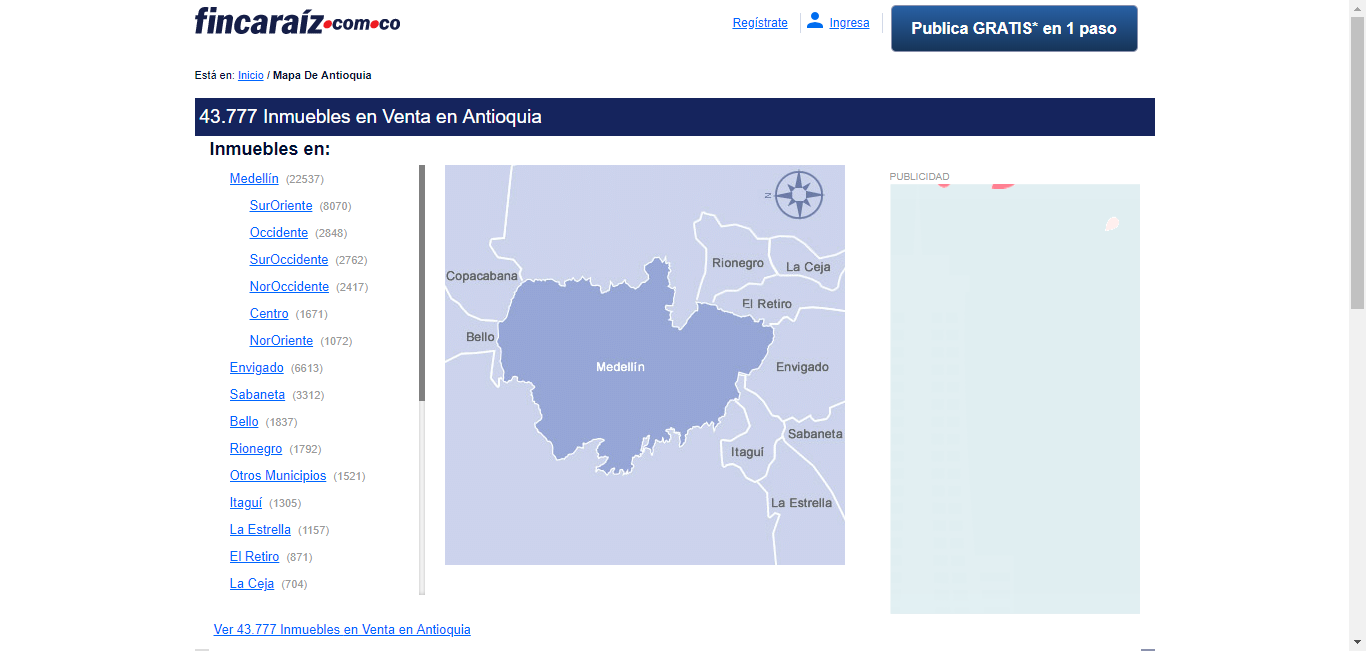 fincaraíz.com.co
Regístrate
Ingresa
Publica GRATIS* en 1 paso
Está en: Inicio / Mapa De Antioquia
43.777 Inmuebles en Venta en Antioquia
Inmuebles en:
Medellín (22537)
SurOriente (8070)
Occidente (2848)
SurOccidente (2762)
NorOccidente (2417)
Centro (1671)
NorOriente (1072)
Envigado (6613)
Sabaneta (3312)
Bello (1837)
Rionegro (1792)
Otros Municipios (1521)
Itaguí (1305)
La Estrella (1157)
El Retiro (871)
La Ceja (704)
Ver 43.777 Inmuebles en Venta en Antioquia
N
Rionegro
La Ceja
Copacabana
El Retiro
Bello
Medellín
Envigado
Sabaneta
Itaguí
La Estrella
PUBLICIDAD